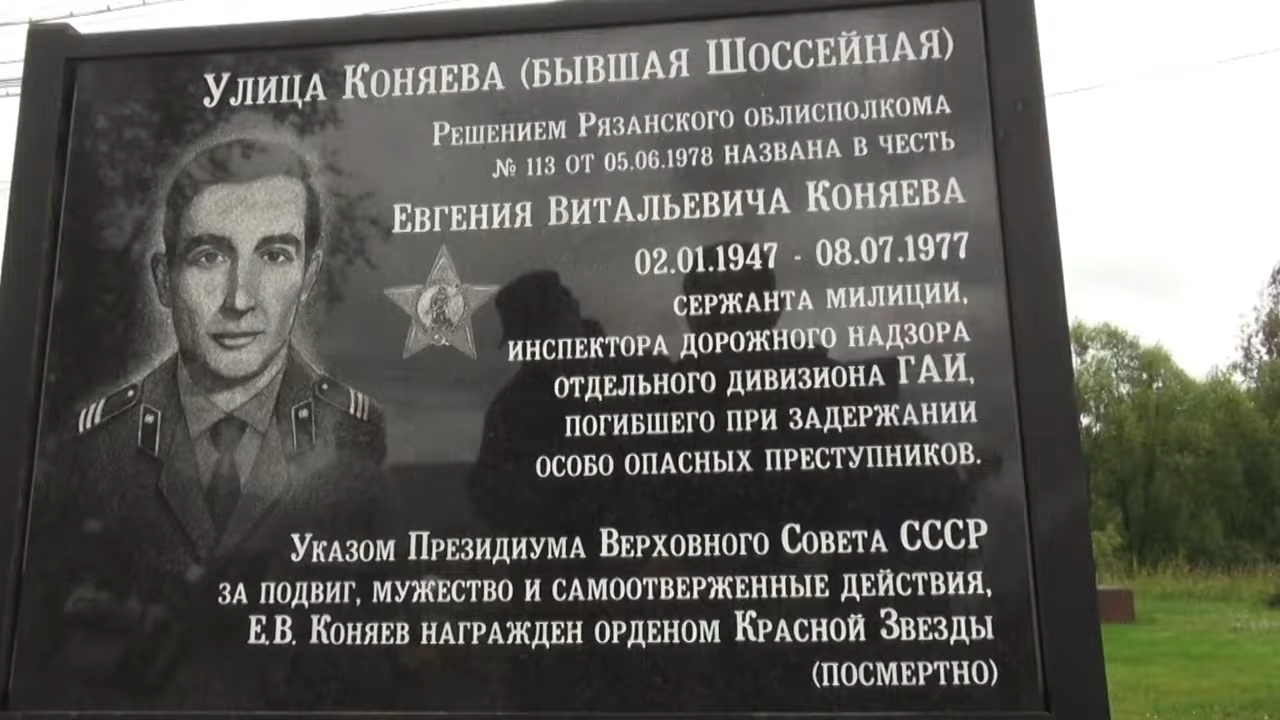 Улица Коняева (бывшая Шоссейная)
Решением Рязанского облисполкома
№ 113 от 05.06.1978 названа в честь
Евгения Витальевича Коняева
02.01.1947 - 08.07.1977
сержанта милиции,
инспектора дорожного надзора
отдельного дивизиона ГАИ,
погибшего при задержании
особо опасных преступников.
Указом Президиума Верховного Совета СССР
за подвиг, мужество и самоотверженные действия,
Е.В. Коняев награжден орденом Красной Звезды
(посмертно)